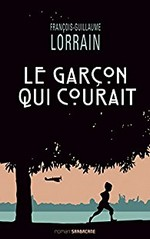 FRANÇOIS-GUILLAUME
LORRAIN
LE GARÇON
QUI COURAIT
roman SARBACANE